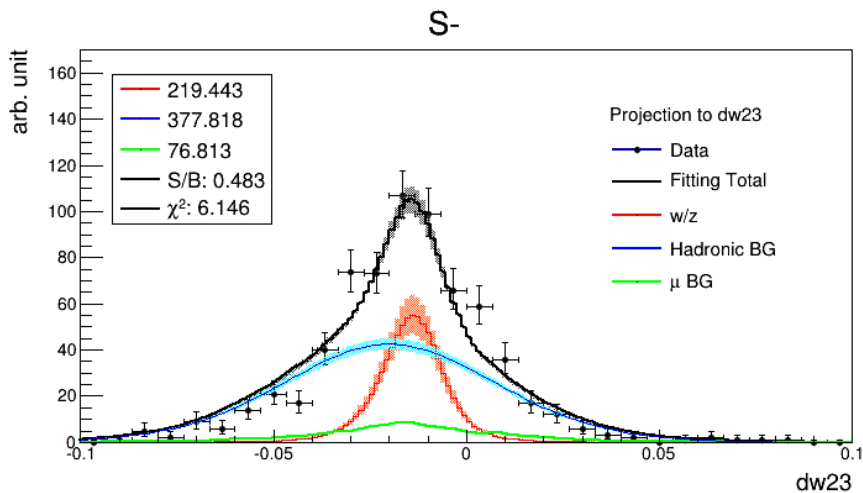 S-
arb. unit
160
140
120
100
80
60
40
20
0
219.443
377.818
76.813
S/B: 0.483
χ²: 6.146
Projection to dw23
Data
Fitting Total
w/z
Hadronic BG
μ BG
-0.1
-0.05
0
0.05
0.1
dw23